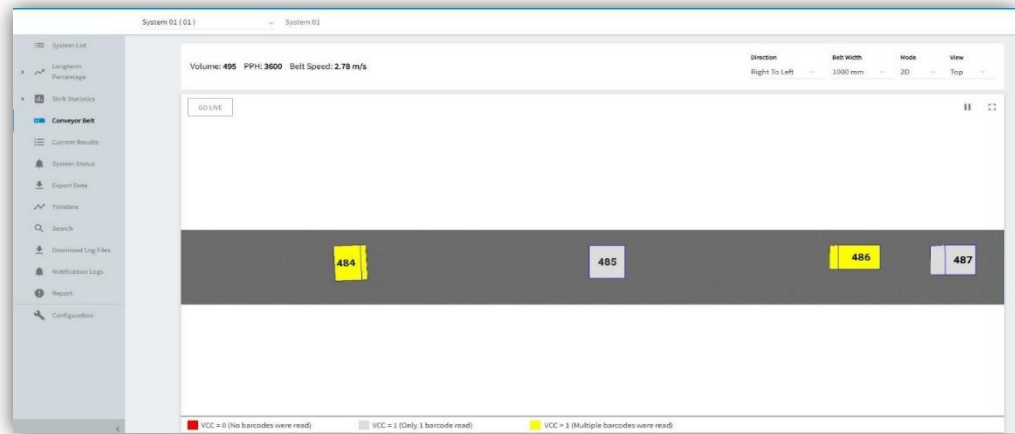 System 01 (01) System 01
System List
Longterm
Percentage
Shift Statistics
Conveyor Belt
Current Results
System Status
Export Data
Timeline
Search
Download Log Files
Notification Logs
Report
Configuration
Volume: 495 PPH: 3600 Belt Speed: 2.78 m/s
Direction Belt Width Mode View
Right To Left 1000 mm 2D Top
GO LIVE
484 485 486 487
VCC = 0 (No barcodes were read) VCC = 1 (Only 1 barcode read) VCC > 1 (Multiple barcodes were read)